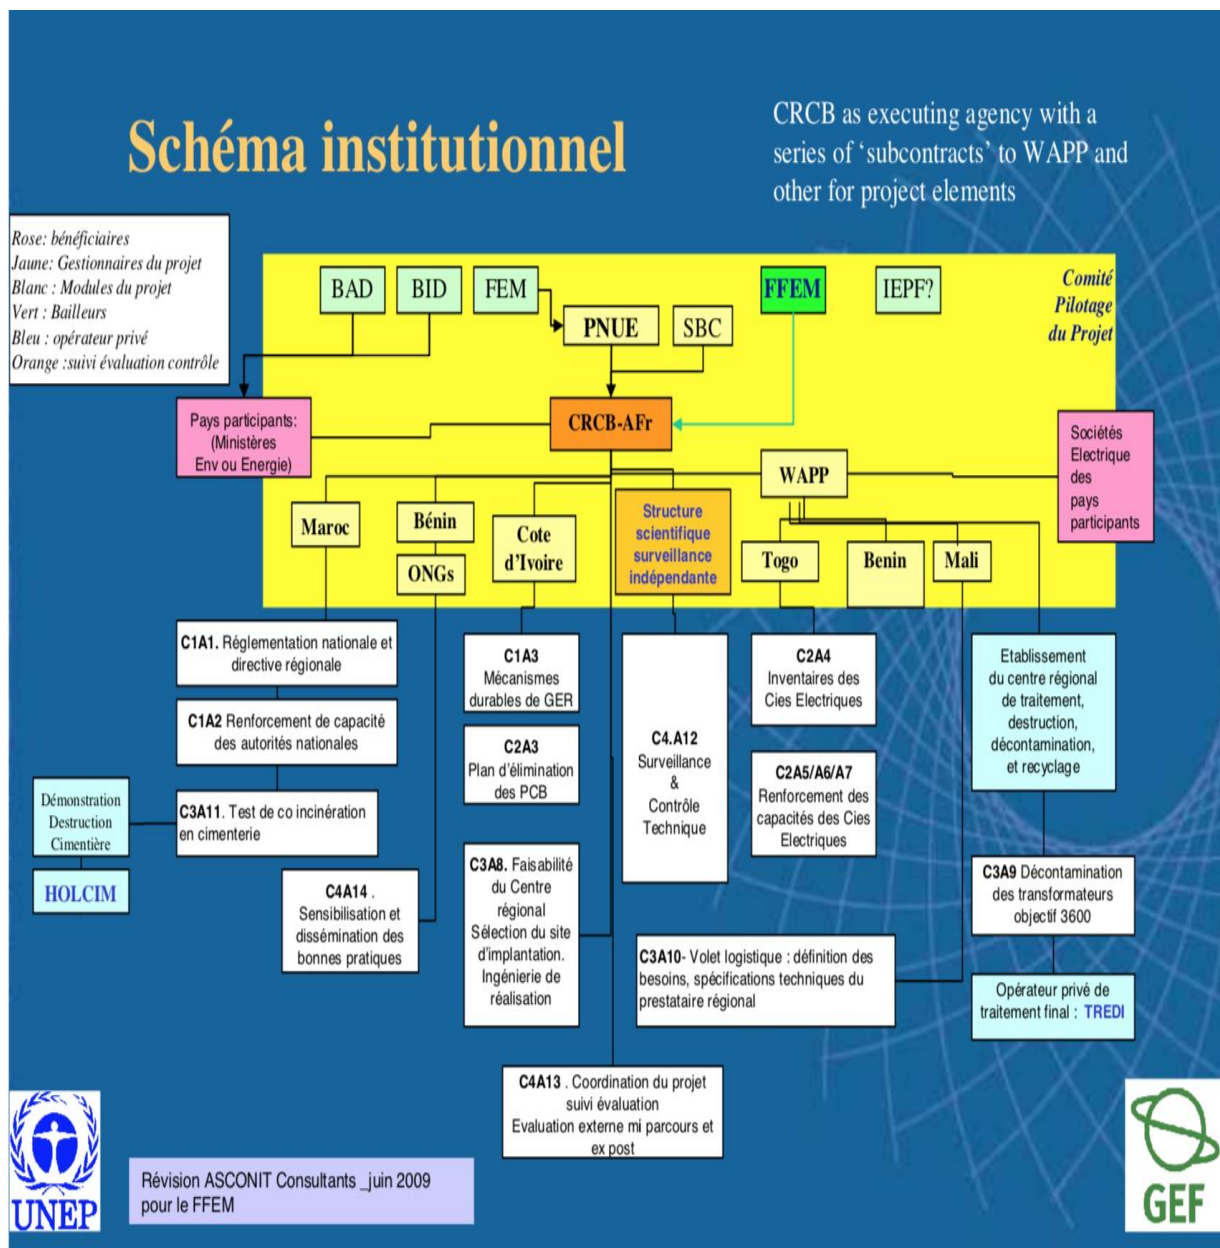 Schéma institutionnel
CRCB as executing agency with a
series of ‘subcontracts’ to WAPP and
other for project elements
Rose: bénéficiaires
Jaune: Gestionnaires du projet
Blanc : Modules du projet
Vert : Bailleurs
Bleu : opérateur privé
Orange :suivi évaluation contrôle
BAD
BID
FEM
FFEM
IEPF?
Comité
Pilotage
du Projet
PNUE
SBC
Pays participants:
(Ministères
Env ou Energie)
CRCB-AFr
Sociétés
Electrique
des
pays
participants
WAPP
Maroc
Bénin
ONGs
Cote
d’Ivoire
Structure
scientifique
surveillance
indépendante
Togo
Benin
Mali
C1A1. Réglementation nationale et
directive régionale
C1A2 Renforcement de capacité
des autorités nationales
C3A11. Test de co incinération
en cimenterie
Démonstration
Destruction
Cimentière
HOLCIM
C4A14 .
Sensibilisation et
dissémination des
bonnes pratiques
C1A3
Mécanismes
durables de GER
C2A3
Plan d’élimination
des PCB
C3A8. Faisabilité
du Centre
régional
Sélection du site
d’implantation.
Ingénierie de
réalisation
C4.A12
Surveillance
&
Contrôle
Technique
C2A4
Inventaires des
Cies Electriques
C2A5/A6/A7
Renforcement des
capacités des Cies
Electriques
Etablissement
du centre régional
de traitement,
destruction,
décontamination,
et recyclage
C3A9 Décontamination
des transformateurs
objectif 3600
C3A10- Volet logistique : définition des
besoins, spécifications techniques du
prestataire régional
Opérateur privé de
traitement final : TREDI
C4A13 . Coordination du projet
suivi évaluation
Evaluation externe mi parcours et
ex post
Révision ASCONIT Consultants _juin 2009
pour le FFEM
UNEP
GEF